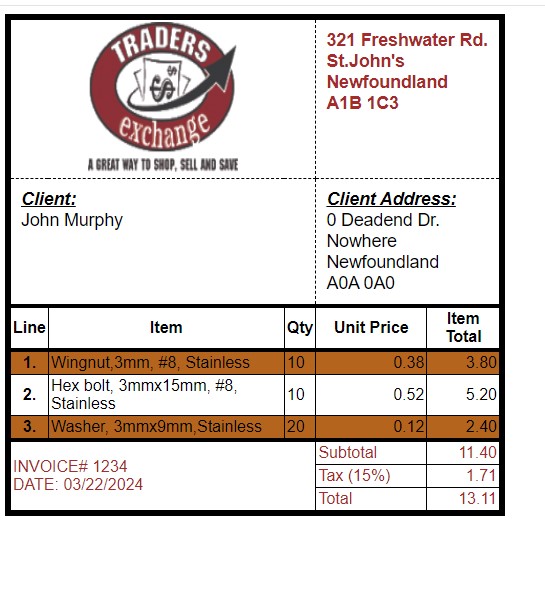 TRADERS
exchange
A GREAT WAY TO SHOP, SELL AND SAVE
321 Freshwater Rd.
St.John's
Newfoundland
A1B 1C3
Client:
John Murphy
Client Address:
0 Deadend Dr.
Nowhere
Newfoundland
A0A 0A0
Line Item Qty Unit Price Item Total
1. Wingnut,3mm, #8, Stainless 10 0.38 3.80
2. Hex bolt, 3mmx15mm, #8, Stainless 10 0.52 5.20
3. Washer, 3mmx9mm,Stainless 20 0.12 2.40
INVOICE# 1234
DATE: 03/22/2024
Subtotal 11.40
Tax (15%) 1.71
Total 13.11